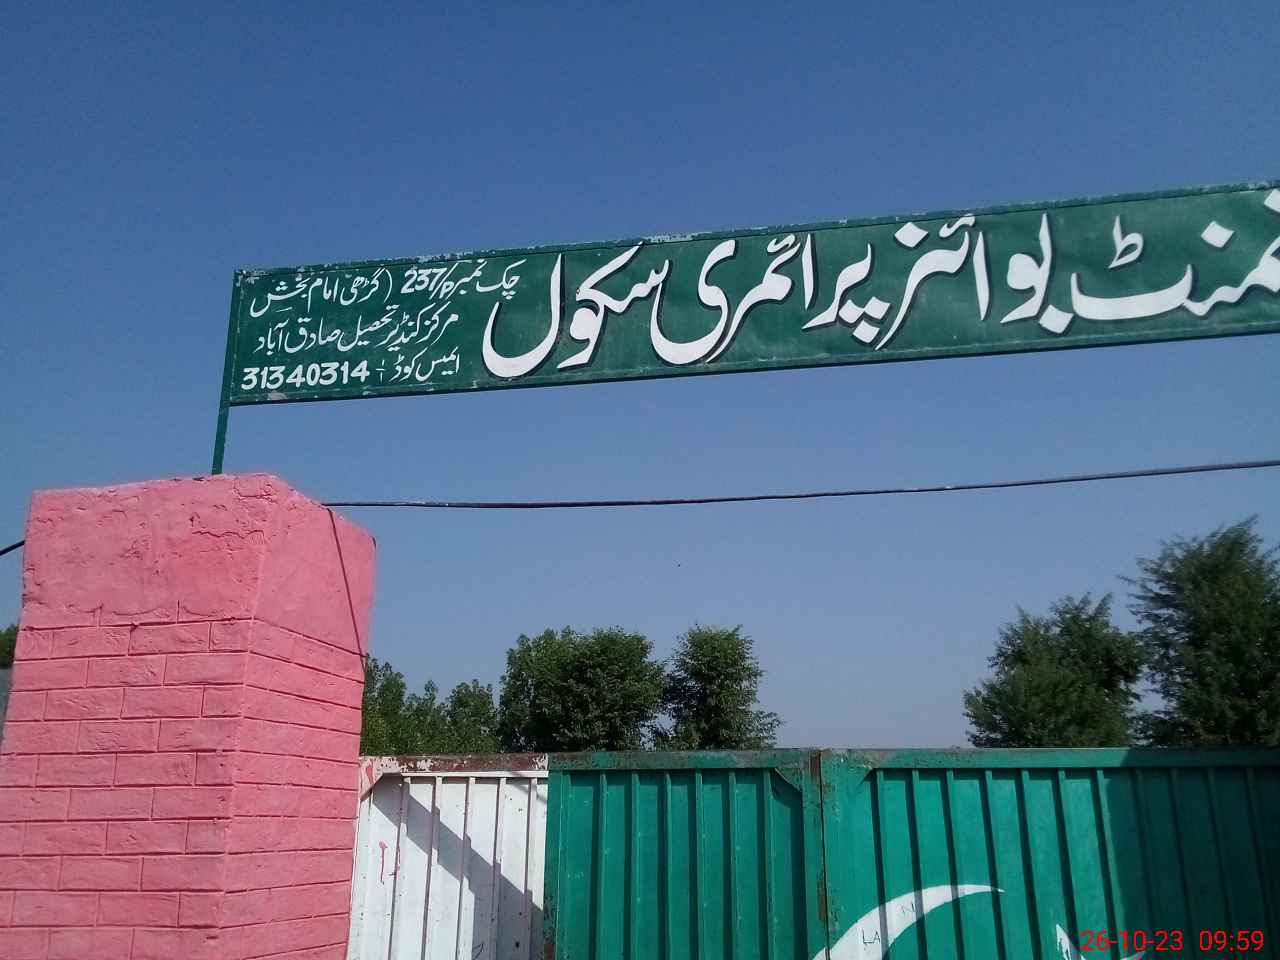 نمنٹ بوائز پرائمری سکول
چک نمبر 237/P (گڑھی امام بخش
مرکز کنڈیر تحصیل صادق آباد
ایمیس کوڈ :- 31340314
26-10-23 09:59